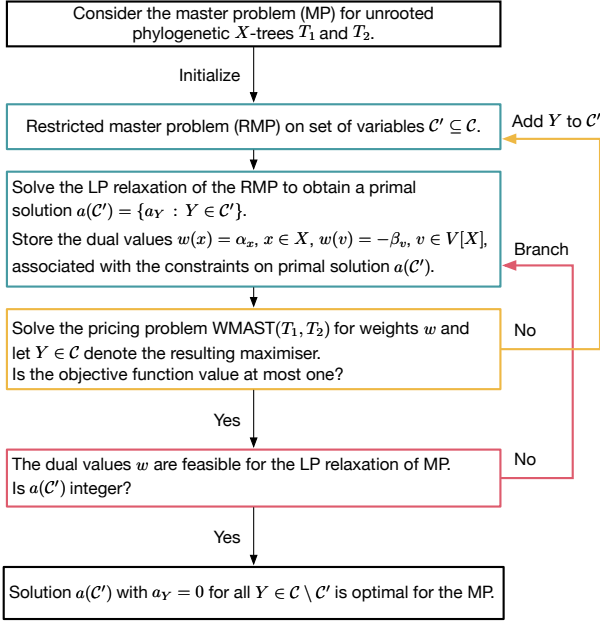 Consider the master problem (MP) for unrooted
phylogenetic X-trees T₁ and T₂.
Initialize
Restricted master problem (RMP) on set of variables 𝒞′ ⊆ 𝒞.
Add Y to 𝒞′
Solve the LP relaxation of the RMP to obtain a primal
solution a(𝒞′) = {a_Y : Y ∈ 𝒞′}.
Store the dual values w(x) = α_x, x ∈ X, w(v) = −β_v, v ∈ V[X],
associated with the constraints on primal solution a(𝒞′).
Branch
Solve the pricing problem WMAST(T₁, T₂) for weights w and
let Y ∈ 𝒞 denote the resulting maximiser.
Is the objective function value at most one?
No
Yes
The dual values w are feasible for the LP relaxation of MP.
Is a(𝒞′) integer?
No
Yes
Solution a(𝒞′) with a_Y = 0 for all Y ∈ 𝒞 \ 𝒞′ is optimal for the MP.